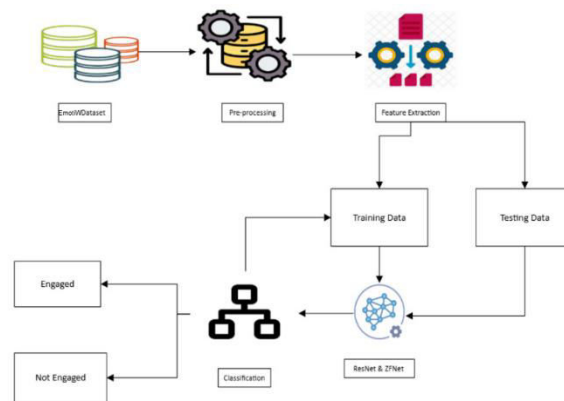 EmotiWDataset
Pre-processing
Feature Extraction
Training Data
Testing Data
Engaged
Not Engaged
Classification
ResNet & ZFNet